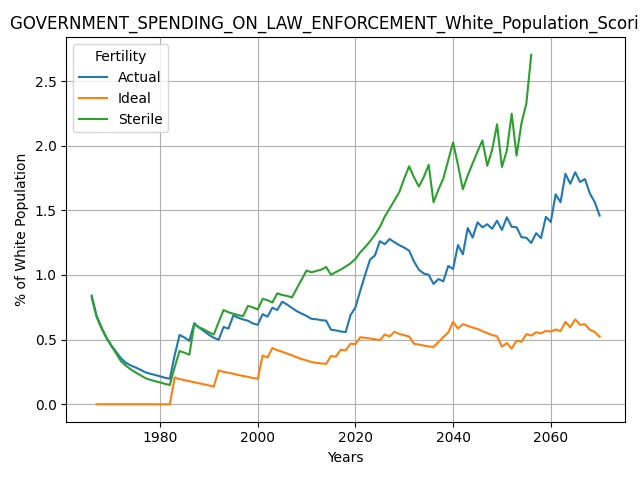 GOVERNMENT_SPENDING_ON_LAW_ENFORCEMENT_White_Population_Scori
Fertility
Actual
Ideal
Sterile
% of White Population
2.5
2.0
1.5
1.0
0.5
0.0
1980 2000 2020 2040 2060
Years